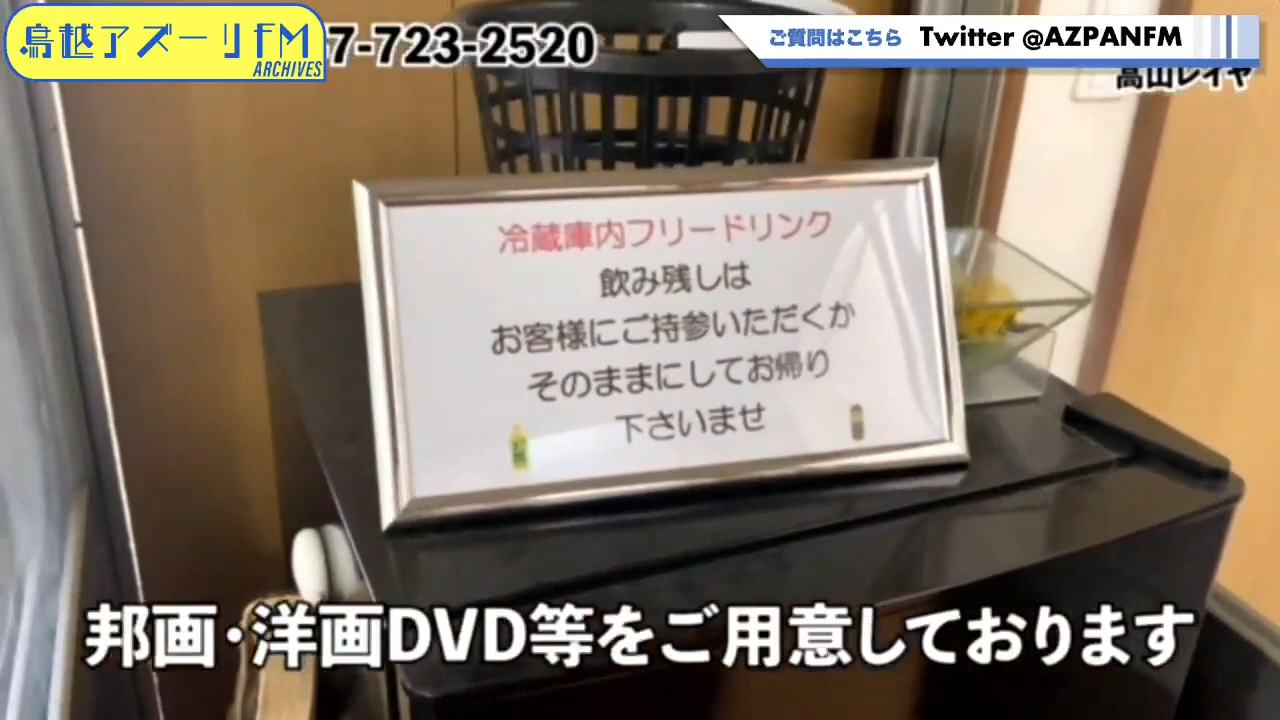 鳥越アズーリFM
ARCHIVES
7-723-2520
ご質問はこちら Twitter @AZPANFM
高山レイヤ
冷蔵庫内フリードリンク
飲み残しは
お客様にご持参いただくか
そのままにしてお帰り
下さいませ
邦画・洋画DVD等をご用意しております